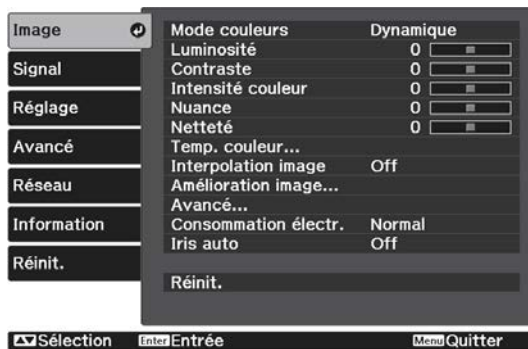 Image
Signal
Réglage
Avancé
Réseau
Information
Réinit.
Mode couleurs Dynamique
Luminosité 0
Contraste 0
Intensité couleur 0
Nuance 0
Netteté 0
Temp. couleur...
Interpolation image Off
Amélioration image...
Avancé...
Consommation électr. Normal
Iris auto Off
Réinit.
Sélection Enter Entrée Menu Quitter